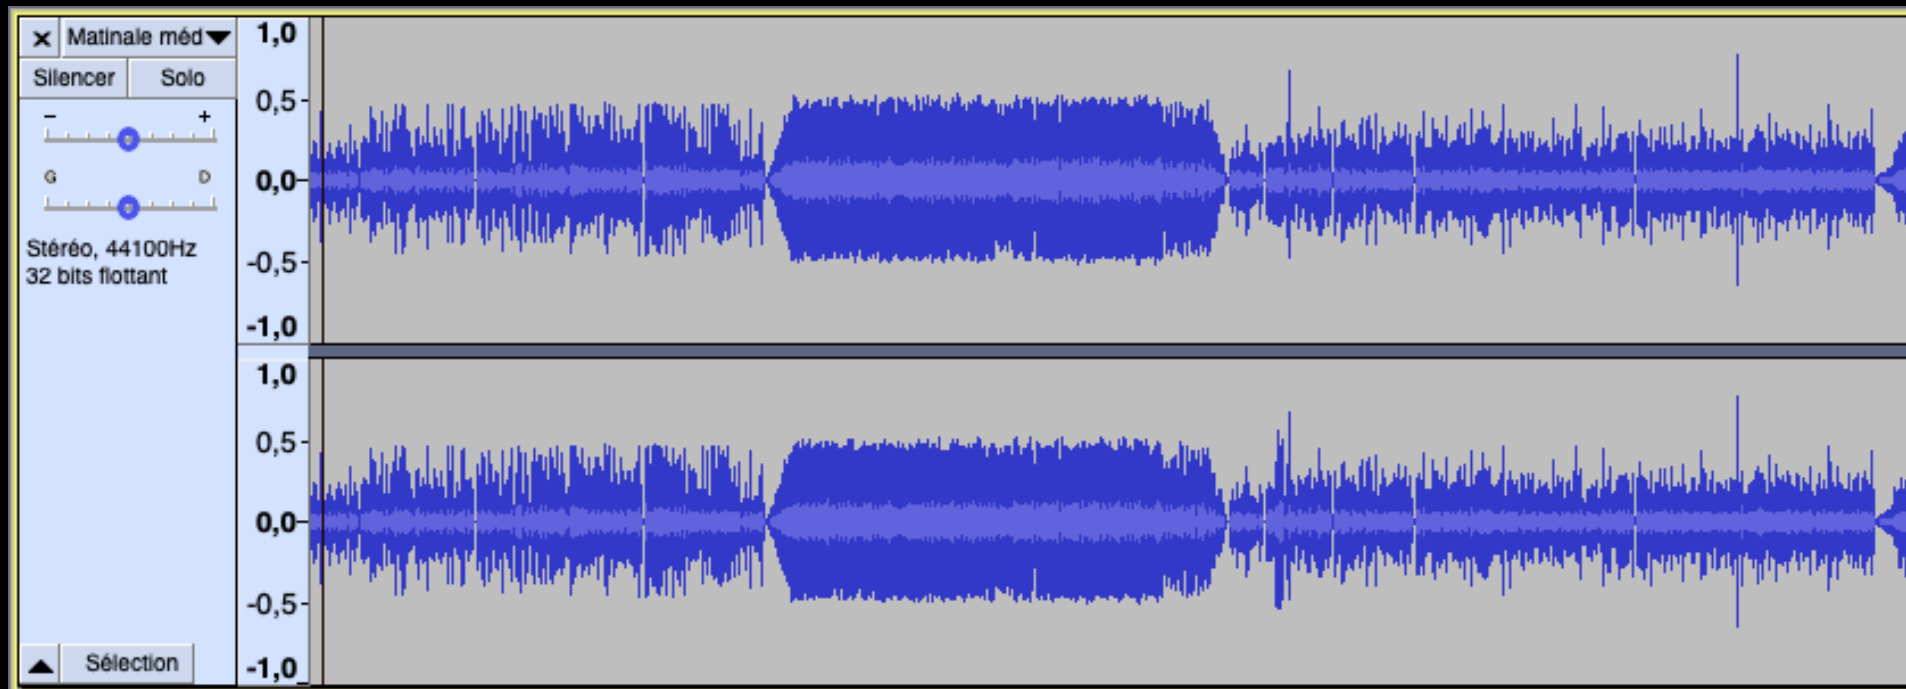 × Matinale méd
Silencer Solo
- +
G D
Stéréo, 44100Hz
32 bits flottant
Sélection
1,0
0,5
0,0
-0,5
-1,0
1,0
0,5
0,0
-0,5
-1,0